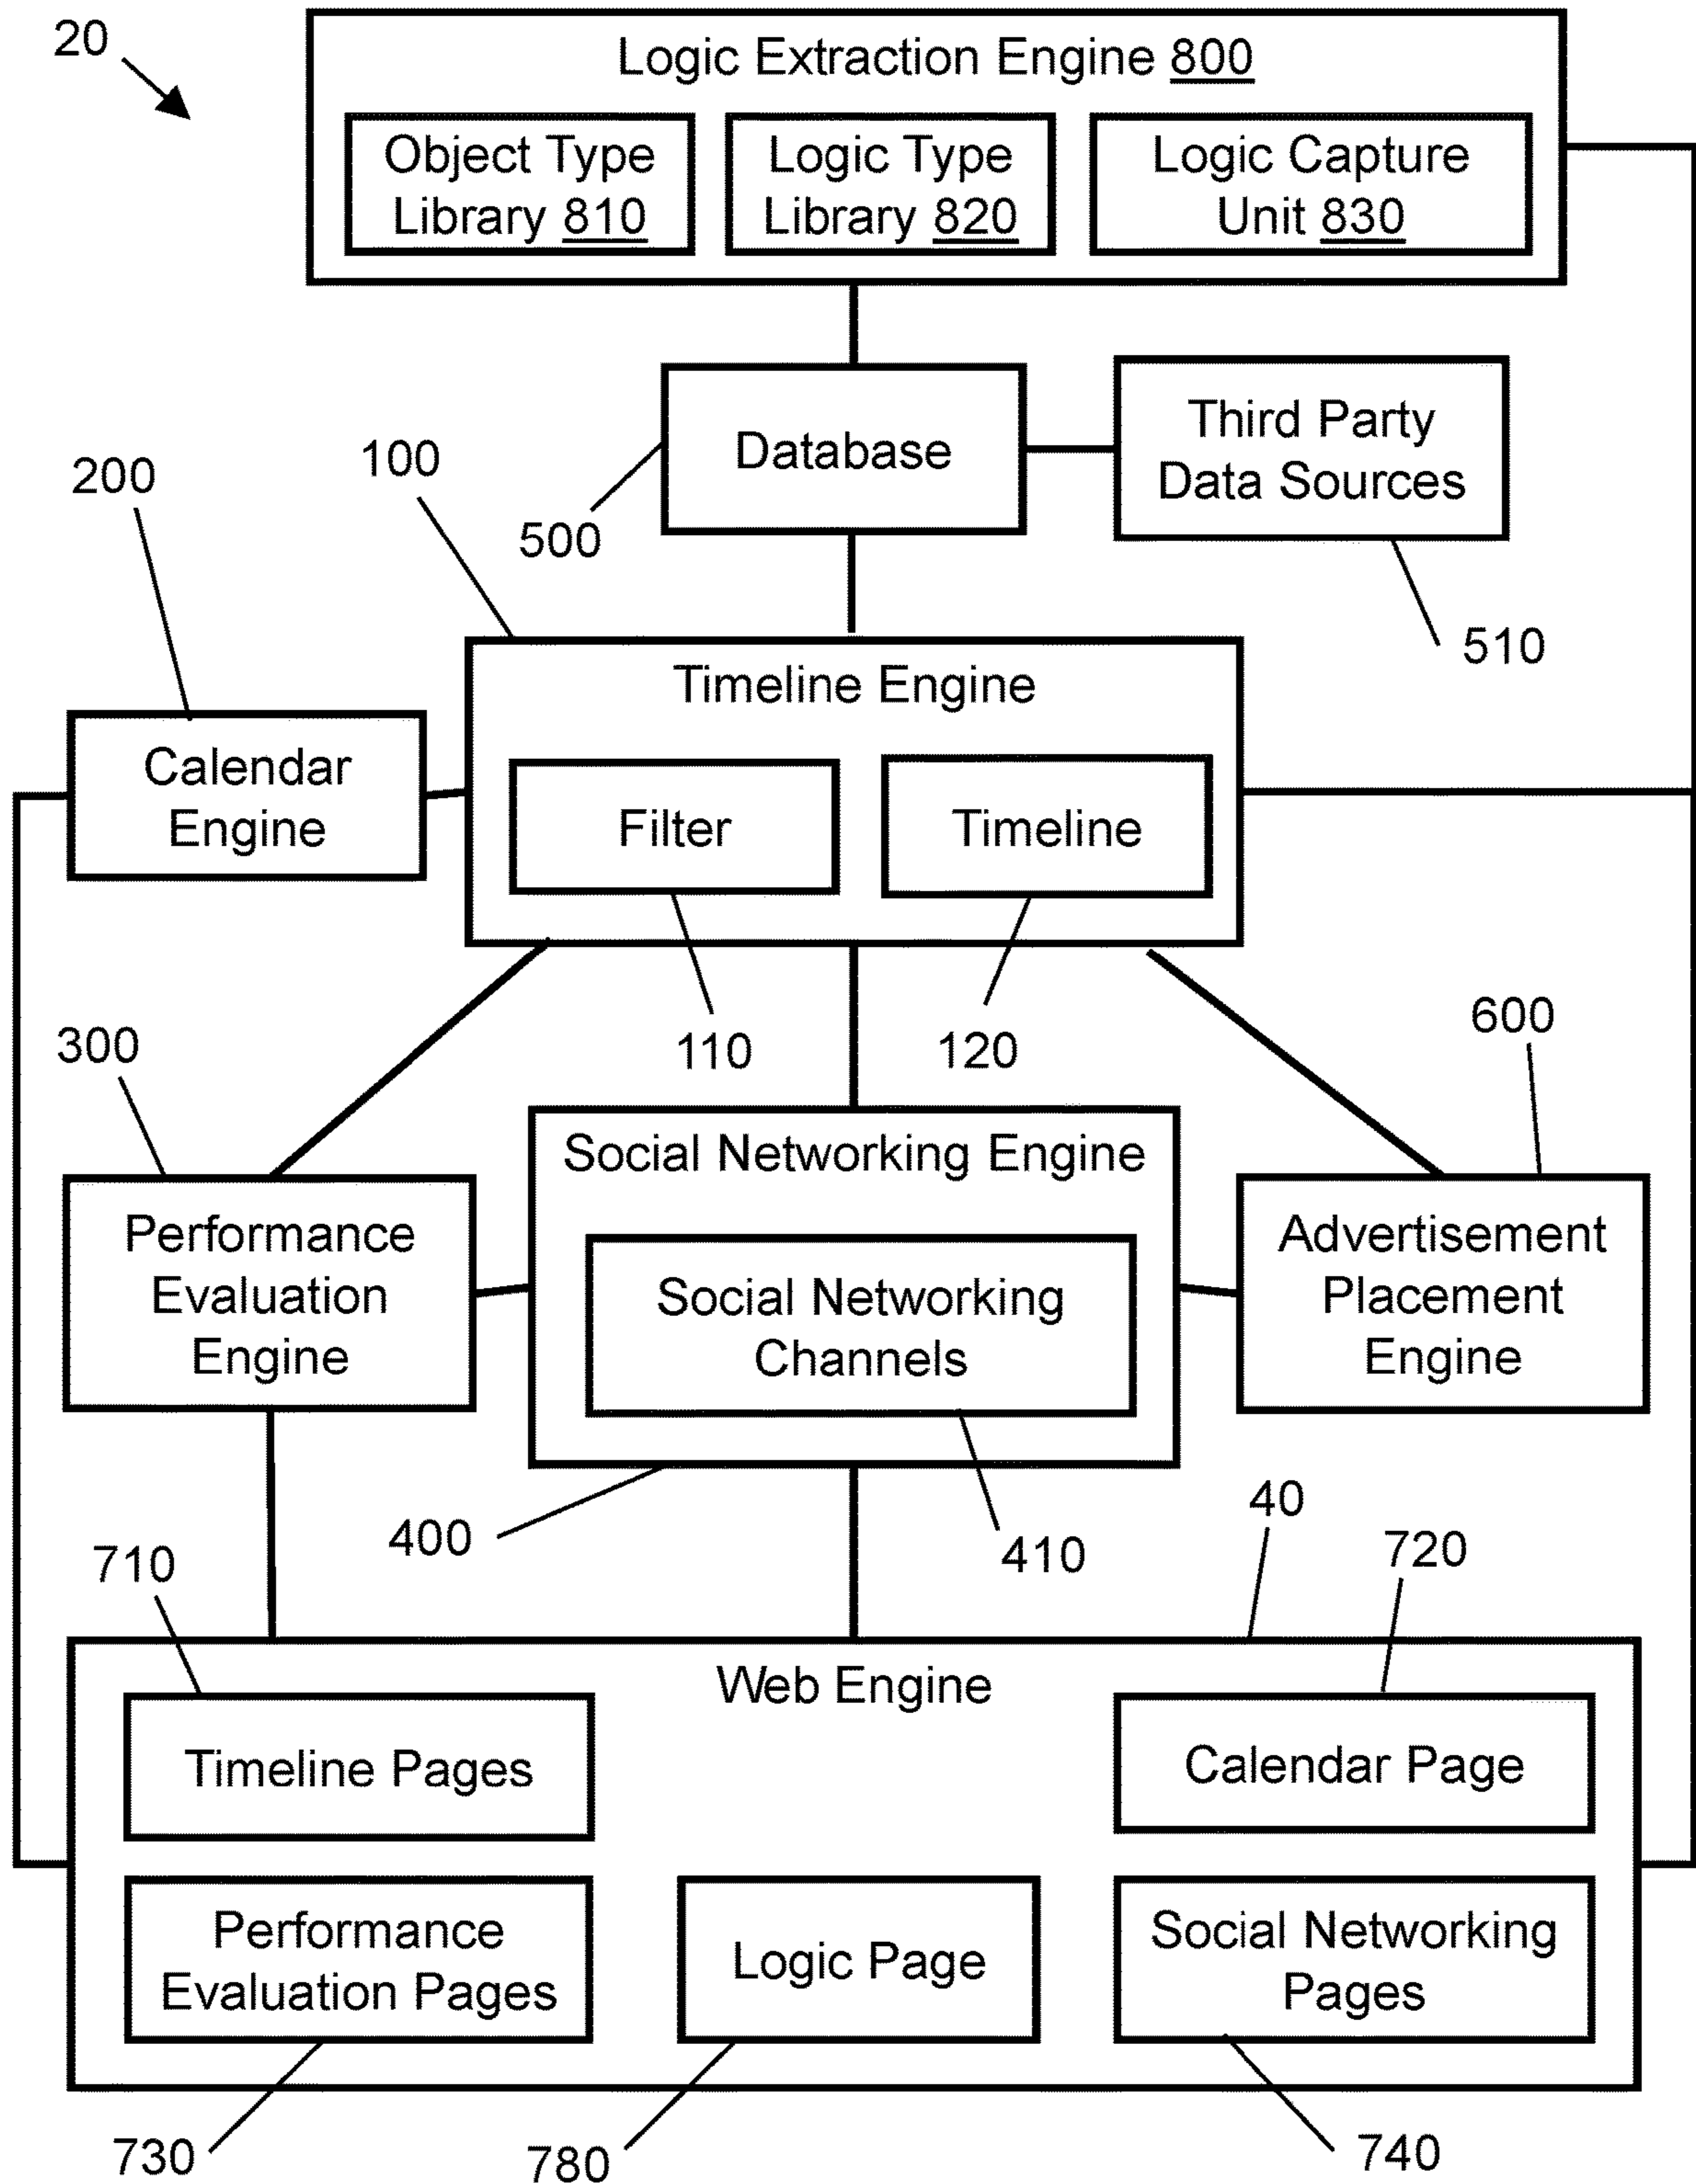 20
Logic Extraction Engine 800
Object Type
Library 810
Logic Type
Library 820
Logic Capture
Unit 830
Database
500
Third Party
Data Sources
510
100
200
Timeline Engine
Calendar
Engine
Filter
Timeline
110
120
300
600
Social Networking Engine
Performance
Evaluation
Engine
Social Networking
Channels
Advertisement
Placement
Engine
400
410
40
710
720
Web Engine
Timeline Pages
Calendar Page
Performance
Evaluation Pages
Logic Page
Social Networking
Pages
730
780
740